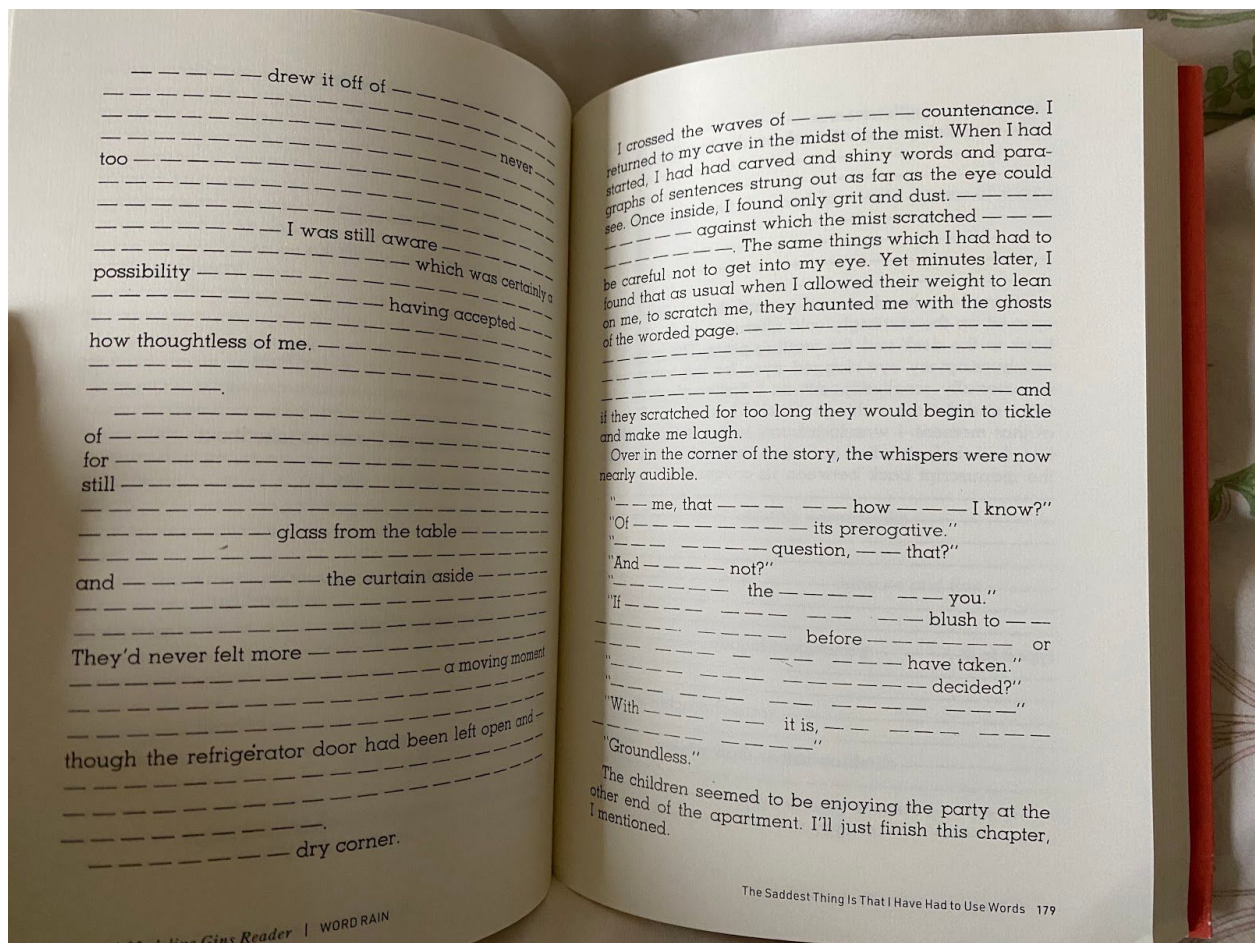 — — — — — drew it off of — — — — — —
— — — — — — — — — — — — — — — — —
— — — — — — — — — — — — — — — — —
— — — — — — — — — — — — — — — never —
too — — — — — — — — — — — — — — — —
— — — — — — — — — — — — — — — — —
— — — — — — — — — — — — — — — — —
— — — — — — — I was still aware — — — —
— — — — — — — — — — — — which was certainly a
possibility — — — — — — — — — — — — —
— — — — — — — — — — — having accepted — —
— — — — — — — — — — — — — — — — —
how thoughtless of me. — — — — — — — — —
— — — — — — — — — — — — — — — — —
— — — — —.
— — — — — — — — — — — — — — — —
of — — — — — — — — — — — — — — — —
for — — — — — — — — — — — — — — — —
still — — — — — — — — — — — — — — — —
— — — — — — — — — — — — — — — — —
— — — — — — — glass from the table — — — —
— — — — — — — — — — — — — — — — —
and — — — — — — — — the curtain aside — — —
— — — — — — — — — — — — — — — — —
— — — — — — — — — — — — — — — — —
They'd never felt more — — — — — — — — —
— — — — — — — — — — — — — — a moving moment
— — — — — — — — — — — — — — — — —
— — — — — — — — — — — — — — — — —
though the refrigerator door had been left open and —
— — — — — — — — — — — — — — — — —
— — — — — — — — — — — — — — — — —
— — — — — — — — — —.
— — — — — — — — dry corner.
Gins Reader | WORD RAIN
I crossed the waves of — — — — — — countenance. I
returned to my cave in the midst of the mist. When I had
started, I had had carved and shiny words and para-
graphs of sentences strung out as far as the eye could
see. Once inside, I found only grit and dust. — — — —
— — — — — against which the mist scratched — — —
— — — — — —. The same things which I had had to
be careful not to get into my eye. Yet minutes later, I
found that as usual when I allowed their weight to lean
on me, to scratch me, they haunted me with the ghosts
of the worded page. — — — — — — — — — — — —
— — — — — — — — — — — — — — — — —
— — — — — — — — — — — — — — — — —
— — — — — — — — — — — — — — — — — and
if they scratched for too long they would begin to tickle
and make me laugh.
Over in the corner of the story, the whispers were now
nearly audible.
"— — me, that — — — — — how — — — I know?"
"Of — — — — — — — — its prerogative."
"— — — — — — — question, — — that?"
"And — — — — not?"
"— — — — — — the — — — — — — you."
"If — — — — — — — — — — — blush to — —
— — — — — — — — before — — — — — — or
— — — — — — — — — — — — — have taken."
"— — — — — — — — — — — — — decided?"
"— — — — — — — — — — — — — — —"
"With — — — — — it is, — — — — — — — —
— — — — — — — — —"
"Groundless."
The children seemed to be enjoying the party at the
other end of the apartment. I'll just finish this chapter,
I mentioned.
The Saddest Thing Is That I Have Had to Use Words 179